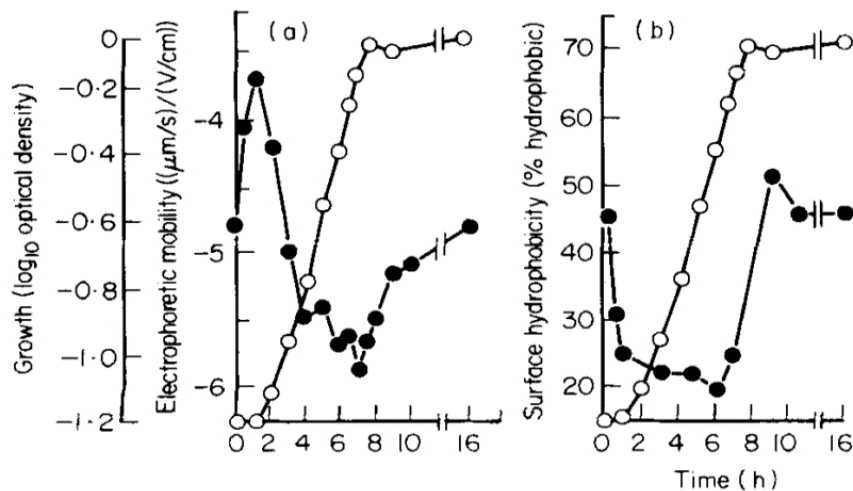 (a)
(b)
Growth (log₁₀ optical density)
0
-0.2
-0.4
-0.6
-0.8
-1.0
-1.2
Electrophoretic mobility ((μm/s)/(V/cm))
-4
-5
-6
0 2 4 6 8 10 16
Surface hydrophobicity (% hydrophobic)
70
60
50
40
30
20
0 2 4 6 8 10 16
Time (h)